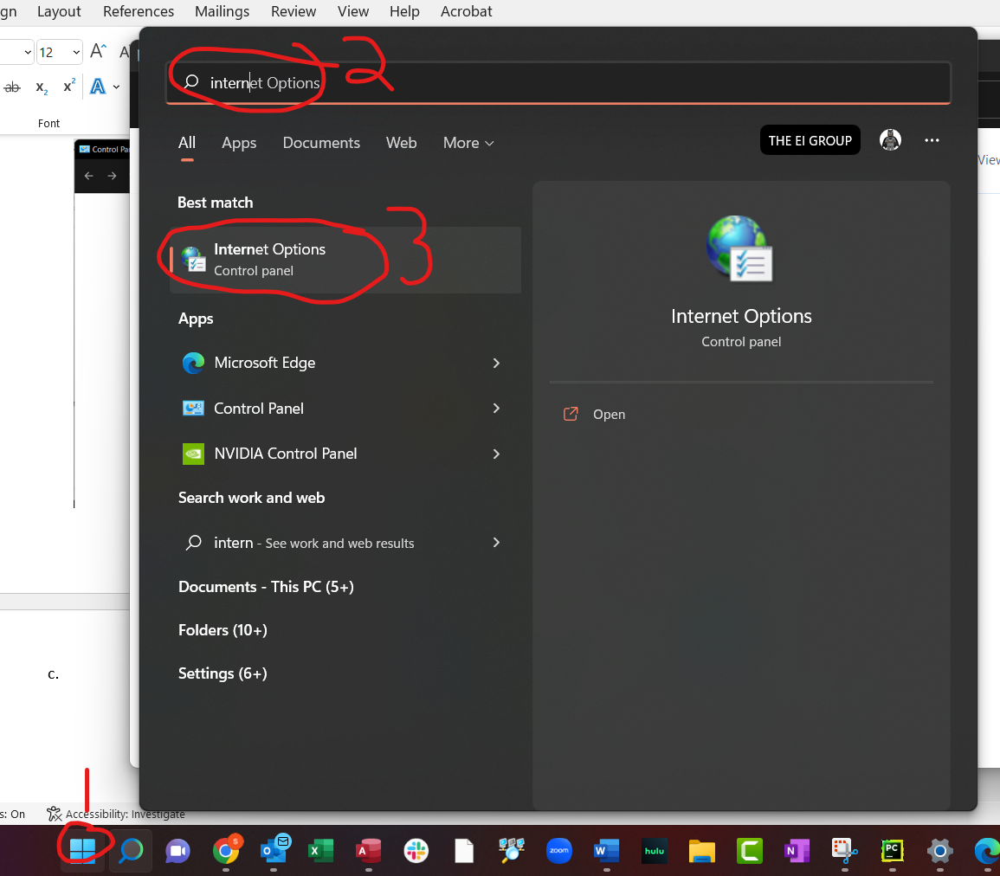 gn Layout References Mailings Review View Help Acrobat
12 A A
ab x2 x2 A
Font
Control Pa
2
internet Options
All Apps Documents Web More
THE EI GROUP
View
Best match
3
Internet Options
Control panel
Internet Options
Control panel
Apps
Microsoft Edge
Control Panel
Open
NVIDIA Control Panel
Search work and web
intern - See work and web results
Documents - This PC (5+)
Folders (10+)
Settings (6+)
c.
1
s: On Accessibility: Investigate
S
O X A zoom W hulu C N PC